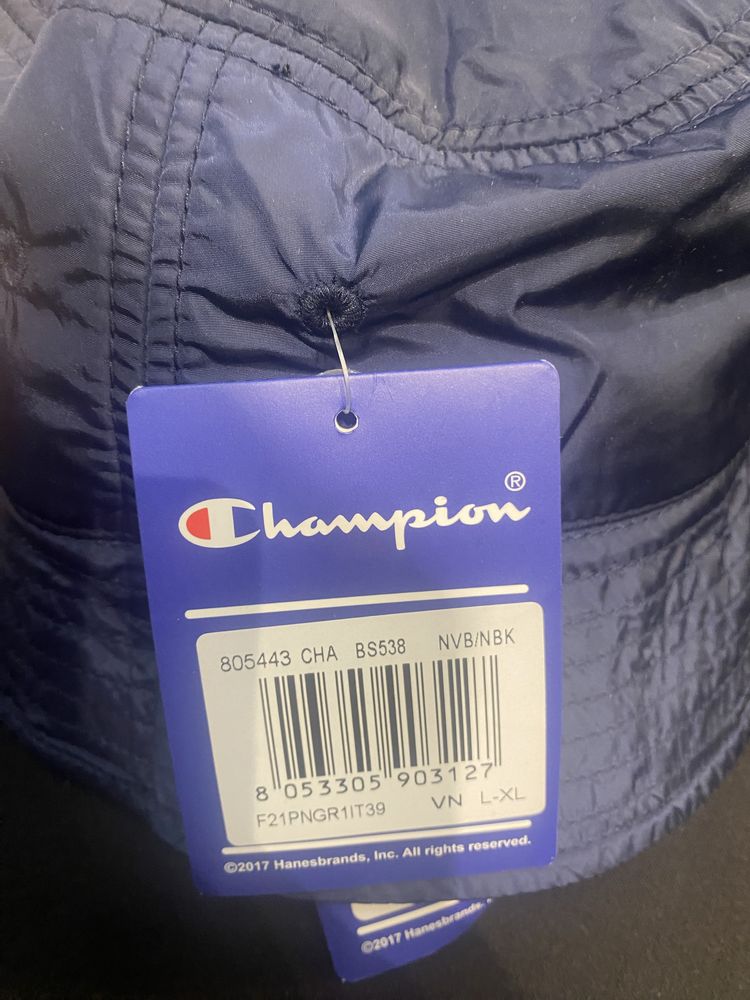 Champion®
805443 CHA BS538 NVB/NBK
8 053305 903127
F21PNGR1IT39 VN L-XL
©2017 Hanesbrands, Inc. All rights reserved.
©2017 Hanesbrands, Inc.